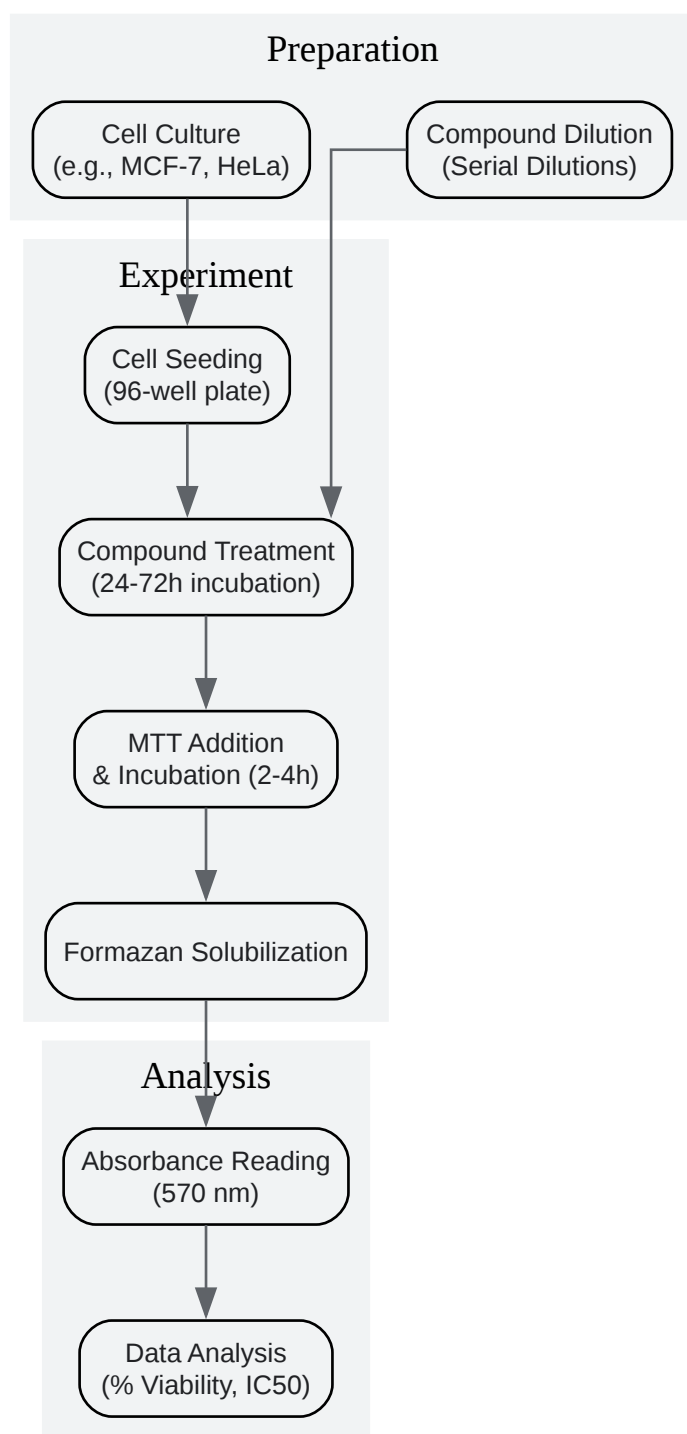 Preparation
Cell Culture
(e.g., MCF-7, HeLa)
Compound Dilution
(Serial Dilutions)
Experiment
Cell Seeding
(96-well plate)
Compound Treatment
(24-72h incubation)
MTT Addition
& Incubation (2-4h)
Formazan Solubilization
Analysis
Absorbance Reading
(570 nm)
Data Analysis
(% Viability, IC50)